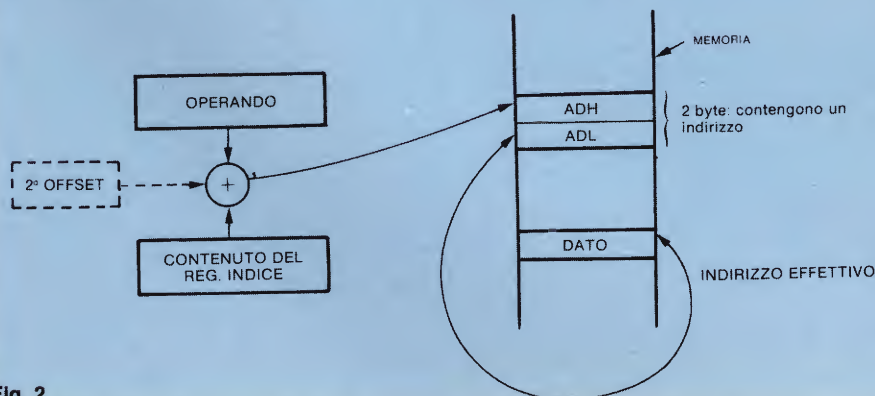 MEMORIA
OPERANDO
ADH
ADL
2 byte: contengono un
indirizzo
2° OFFSET
+
CONTENUTO DEL
REG. INDICE
DATO
INDIRIZZO EFFETTIVO
Fig. 2